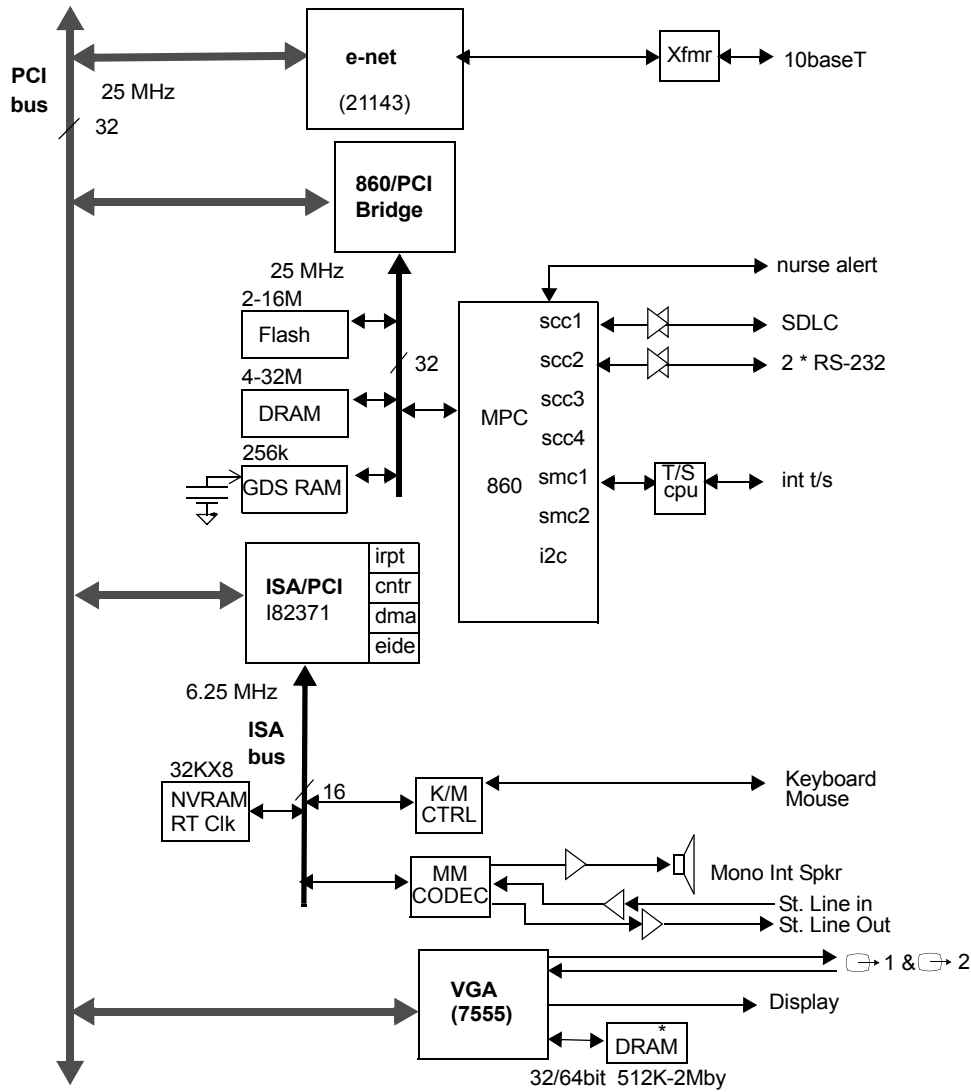 PCI
bus
25 MHz
32
e-net
(21143)
Xfmr
10baseT
860/PCI
Bridge
25 MHz
2-16M
Flash
4-32M
DRAM
256k
GDS RAM
32
MPC
860
scc1
scc2
scc3
scc4
smc1
smc2
i2c
nurse alert
SDLC
2 * RS-232
T/S
cpu
int t/s
ISA/PCI
I82371
irpt
cntr
dma
eide
6.25 MHz
ISA
bus
32KX8
NVRAM
RT Clk
16
K/M
CTRL
Keyboard
Mouse
MM
CODEC
Mono Int Spkr
St. Line in
St. Line Out
VGA
(7555)
1 & 2
Display
*
DRAM
32/64bit 512K-2Mby